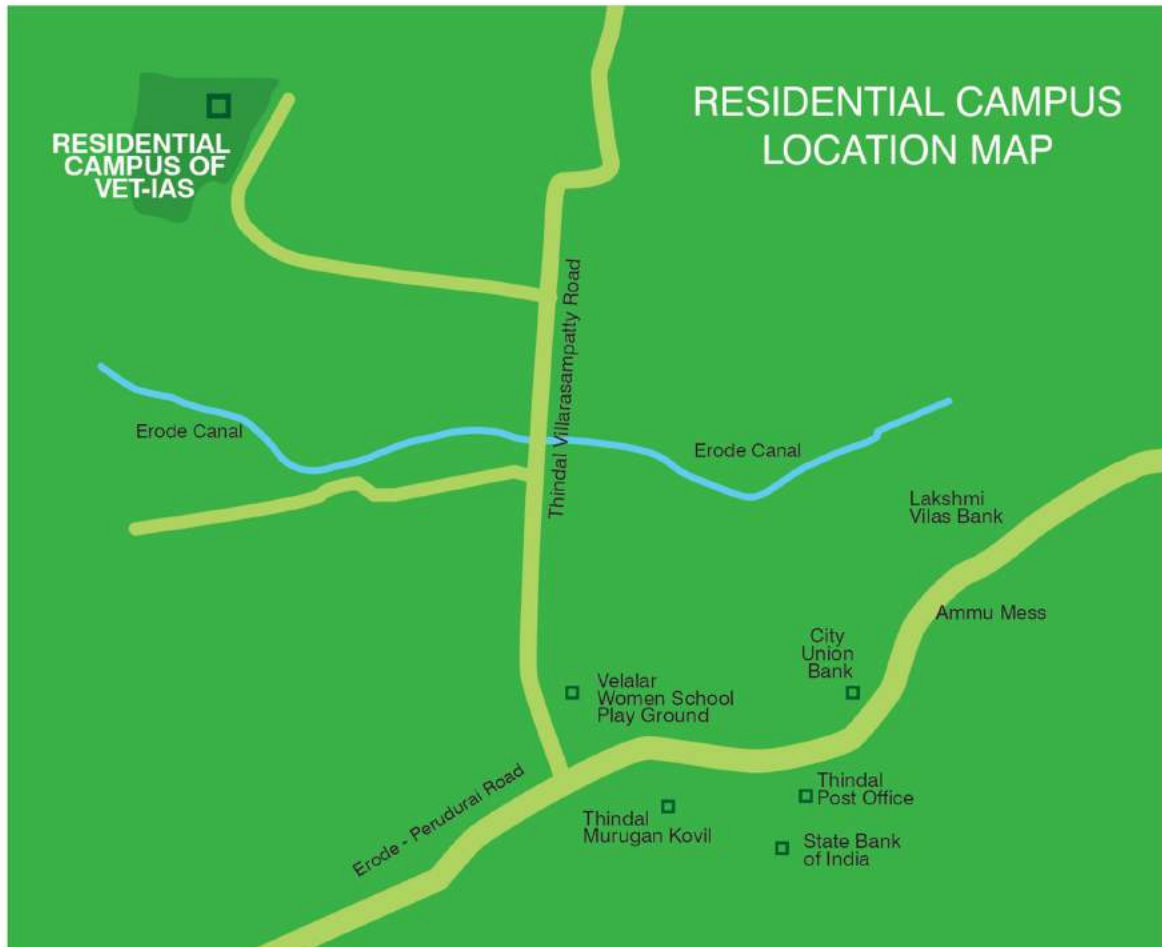 RESIDENTIAL CAMPUS
LOCATION MAP
RESIDENTIAL
CAMPUS OF
VET-IAS
Thindal Villarasampatty Road
Erode Canal
Erode Canal
Lakshmi
Vilas Bank
Ammu Mess
City
Union
Bank
Velalar
Women School
Play Ground
Erode - Perudurai Road
Thindal
Murugan Kovil
Thindal
Post Office
State Bank
of India